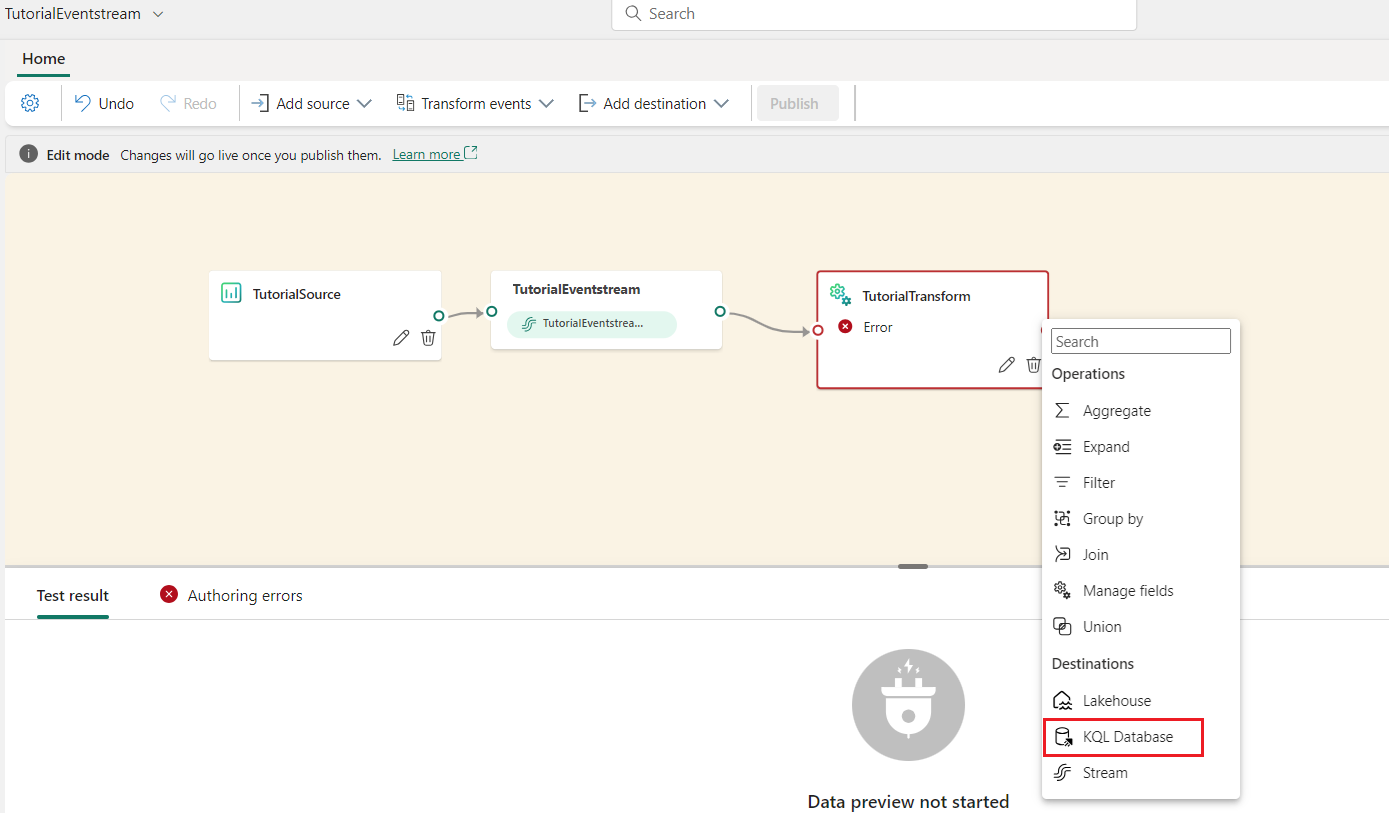 TutorialEventstream
Search
Home
Undo
Redo
Add source
Transform events
Add destination
Publish
Edit mode Changes will go live once you publish them. Learn more
TutorialSource
TutorialEventstream
TutorialEventstrea...
TutorialTransform
Error
Search
Operations
Aggregate
Expand
Filter
Group by
Join
Manage fields
Union
Destinations
Lakehouse
KQL Database
Stream
Test result
Authoring errors
Data preview not started